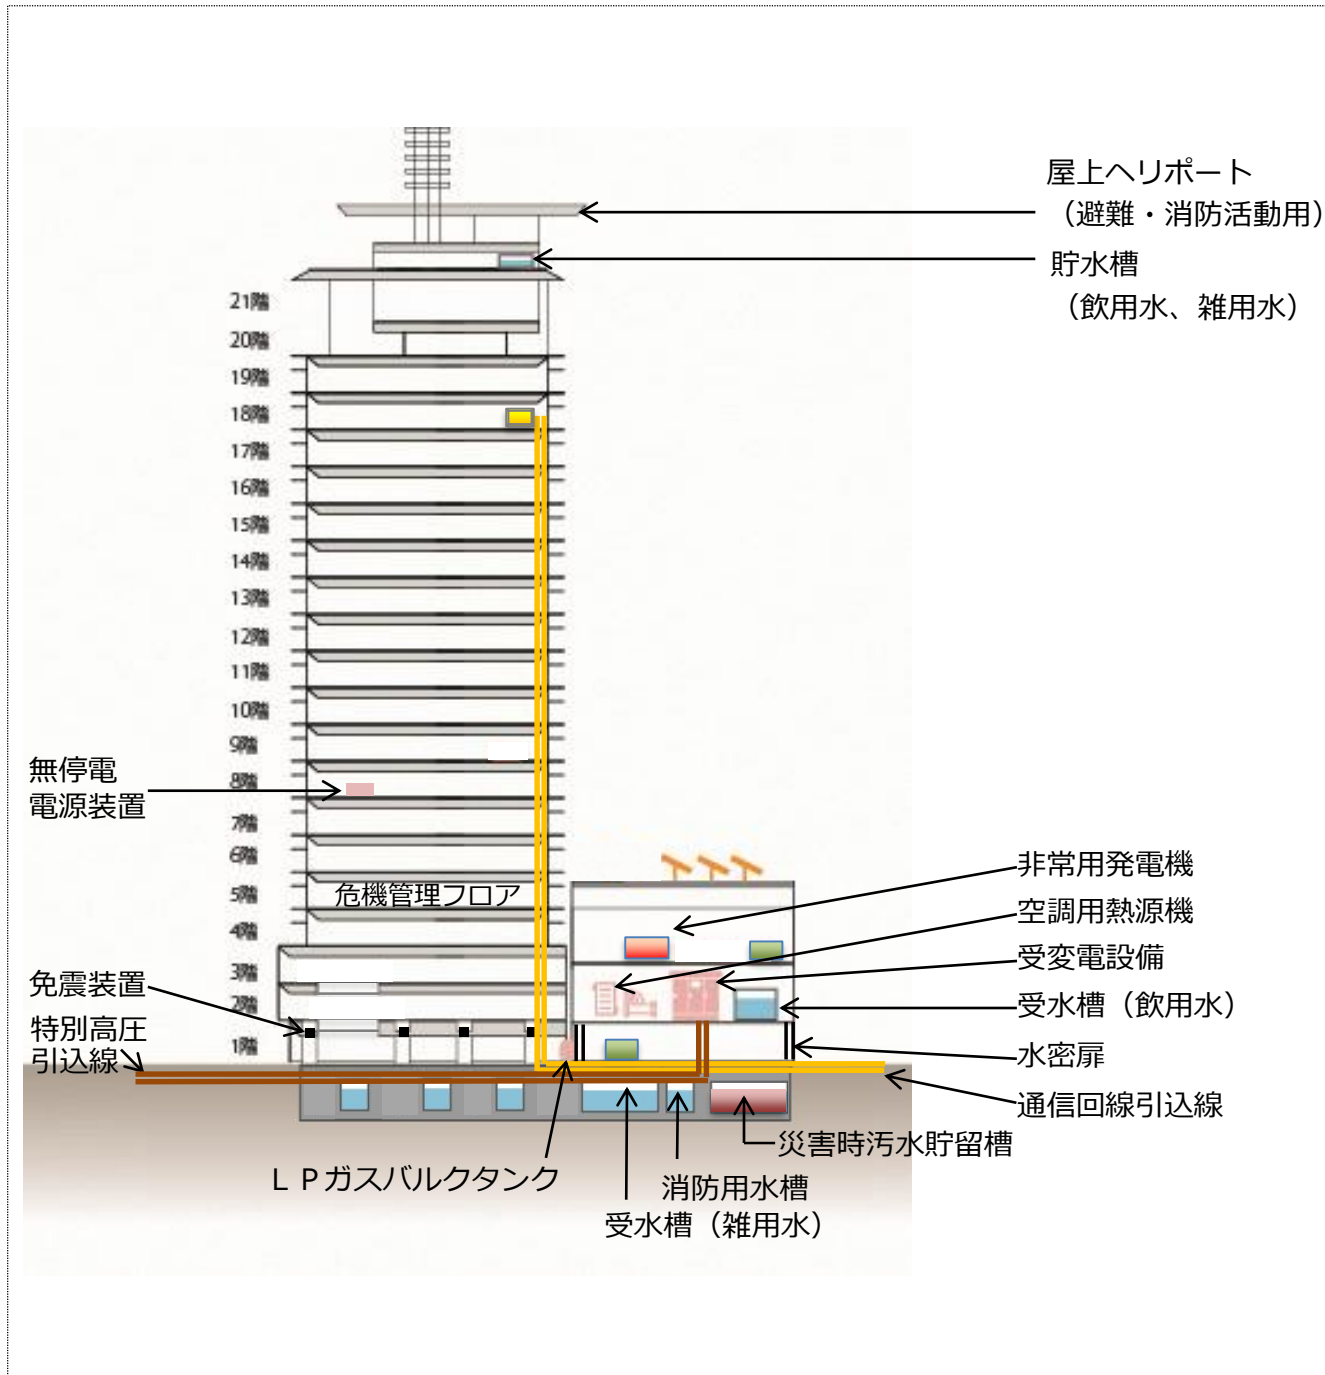 屋上ヘリポート
（避難・消防活動用）
貯水槽
（飲用水、雑用水）
21階
20階
19階
18階
17階
16階
15階
14階
13階
12階
11階
10階
9階
8階
7階
6階
5階
4階
3階
2階
1階
無停電
電源装置
危機管理フロア
免震装置
特別高圧
引込線
非常用発電機
空調用熱源機
受変電設備
受水槽（飲用水）
水密扉
通信回線引込線
災害時汚水貯留槽
ＬＰガスバルクタンク
消防用水槽
受水槽（雑用水）